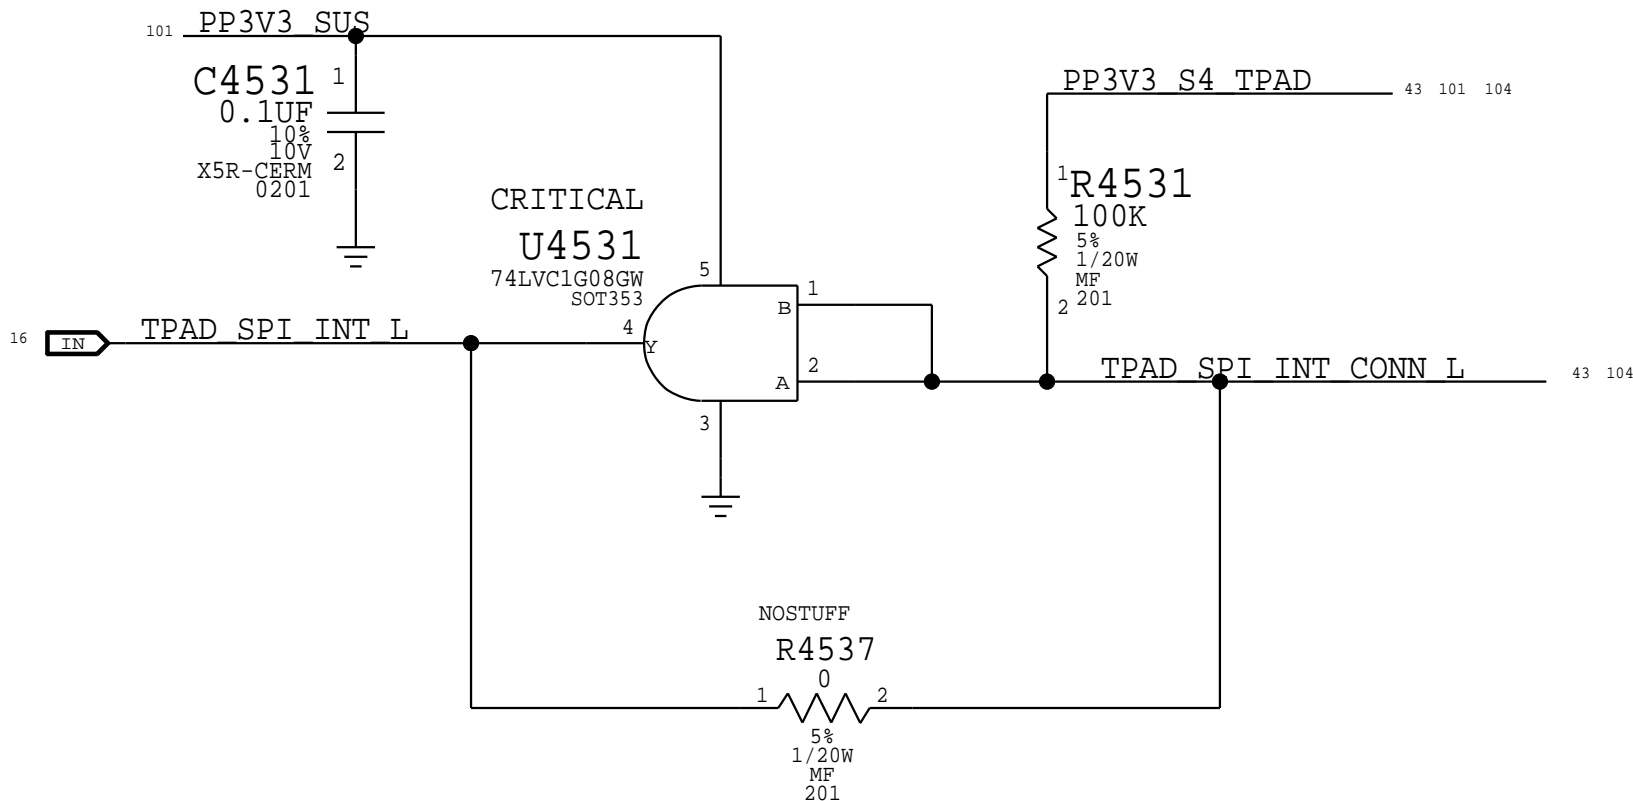 101 PP3V3_SUS
C4531
0.1UF
10%
10V
X5R-CERM
0201
1
2
PP3V3_S4_TPAD 43 101 104
1
R4531
100K
5%
1/20W
MF
201
2
CRITICAL
U4531
74LVC1G08GW
SOT353
5
B 1
4 Y
A 2
3
16 IN TPAD_SPI_INT_L
TPAD_SPI_INT_CONN_L 43 104
NOSTUFF
R4537
0
1 2
5%
1/20W
MF
201